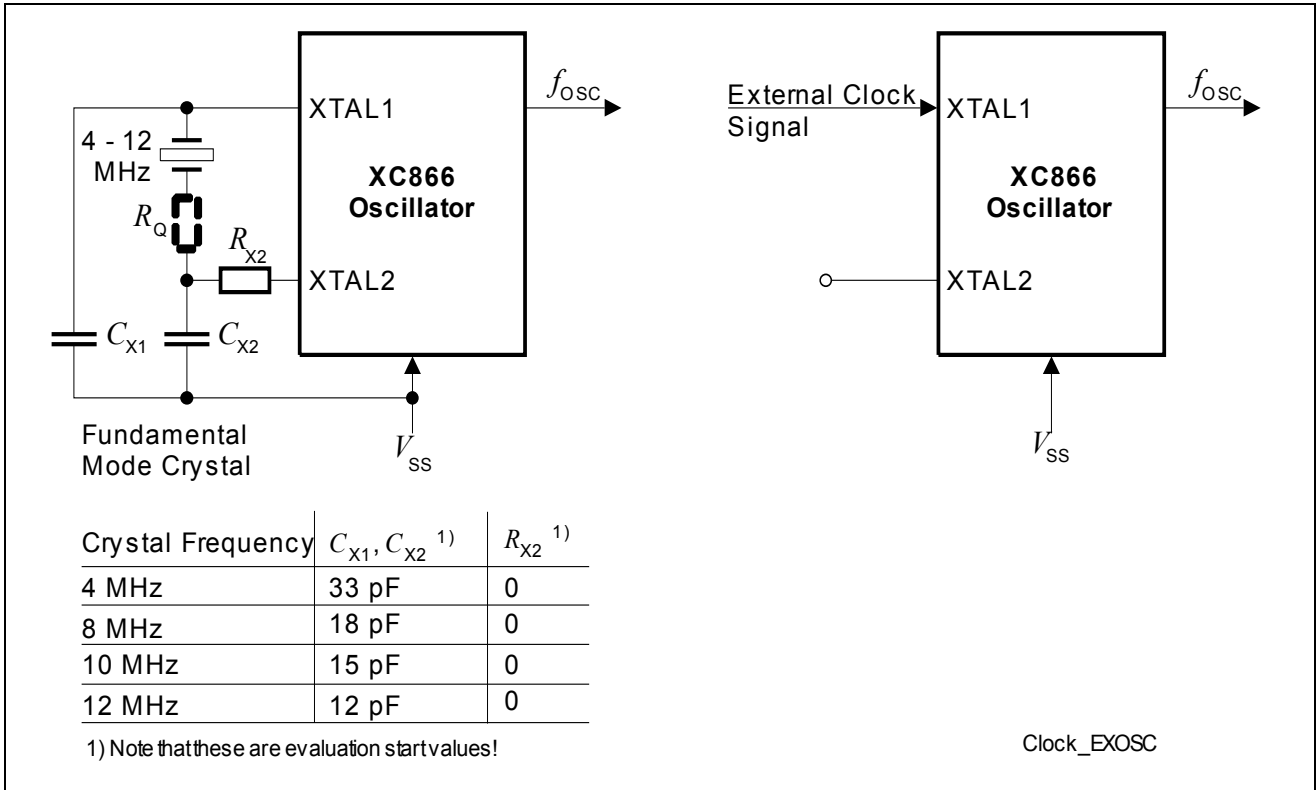 XTAL1
f_OSC
4 - 12
MHz
XC866
Oscillator
R_Q
R_X2
XTAL2
C_X1
C_X2
Fundamental
Mode Crystal
V_SS
External Clock
Signal
XTAL1
f_OSC
XC866
Oscillator
XTAL2
V_SS
Crystal Frequency C_X1, C_X2 1) R_X2 1)
4 MHz 33 pF 0
8 MHz 18 pF 0
10 MHz 15 pF 0
12 MHz 12 pF 0
1) Note that these are evaluation start values!
Clock_EXOSC